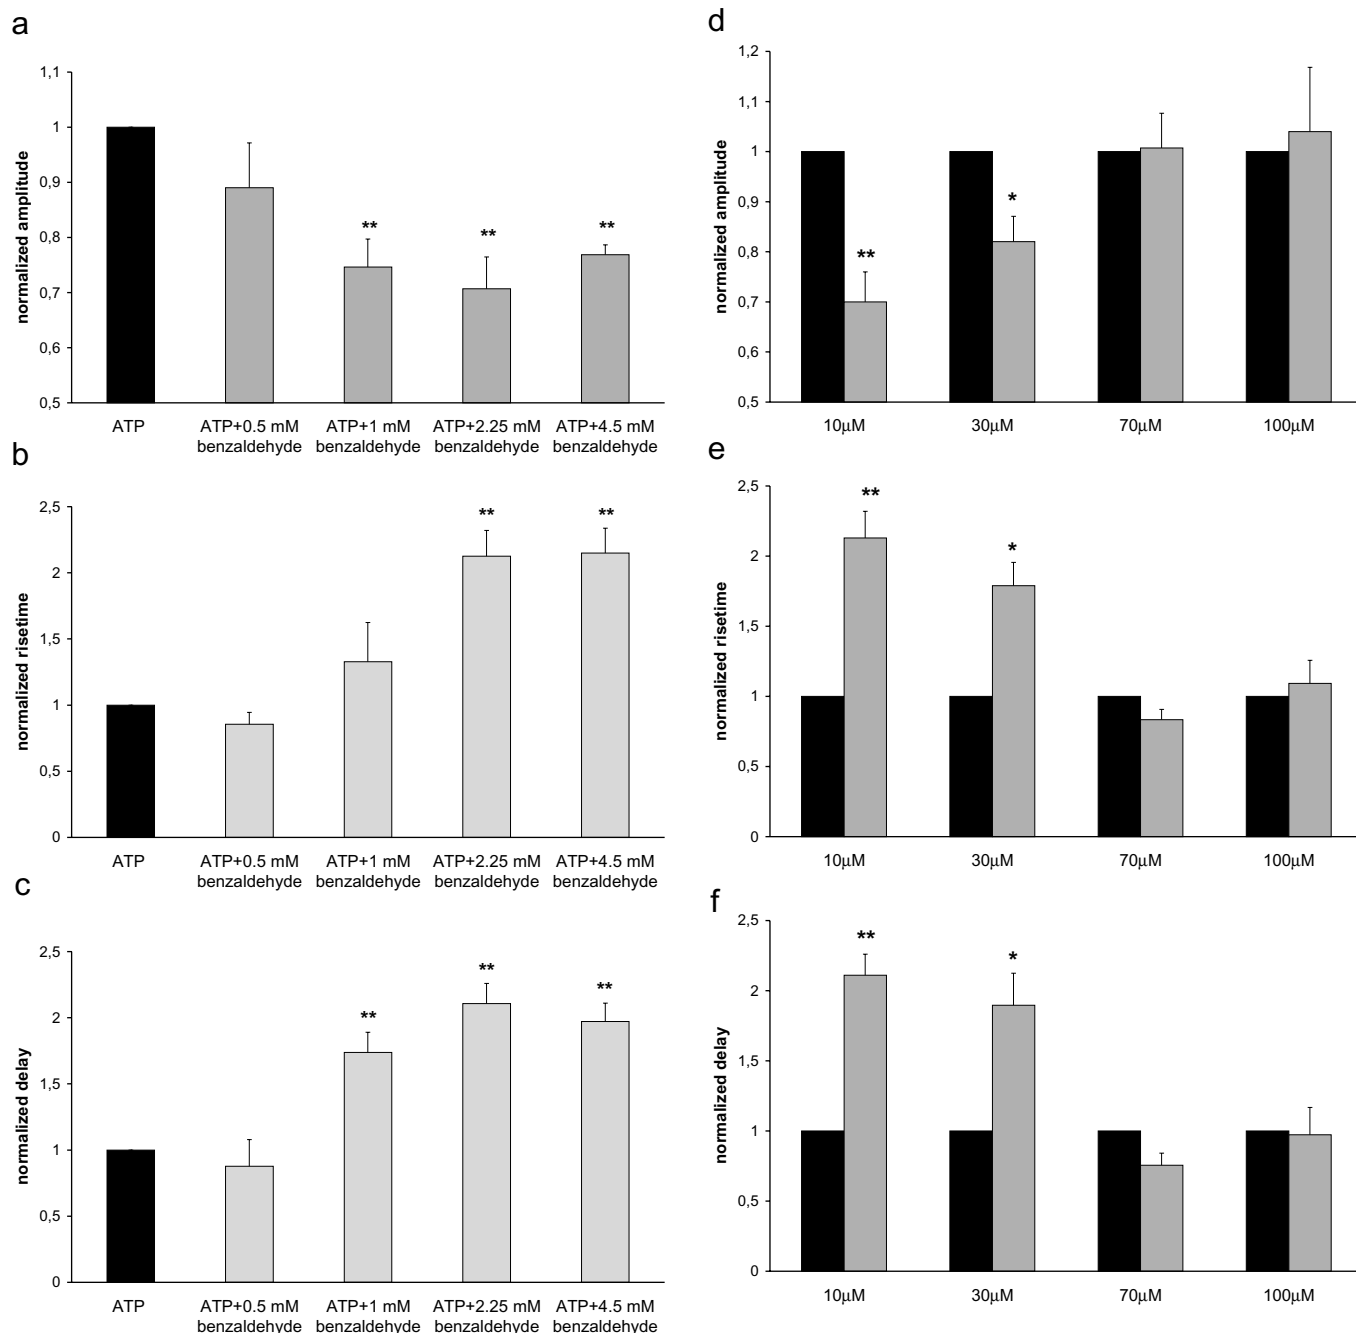 a
normalized amplitude
1,1
1
0,9
0,8
0,7
0,6
0,5
**
**
**
ATP
ATP+0.5 mM
benzaldehyde
ATP+1 mM
benzaldehyde
ATP+2.25 mM
benzaldehyde
ATP+4.5 mM
benzaldehyde
b
normalized risetime
2,5
2
1,5
1
0,5
0
**
**
ATP
ATP+0.5 mM
benzaldehyde
ATP+1 mM
benzaldehyde
ATP+2.25 mM
benzaldehyde
ATP+4.5 mM
benzaldehyde
c
normalized delay
2,5
2
1,5
1
0,5
0
**
**
**
ATP
ATP+0.5 mM
benzaldehyde
ATP+1 mM
benzaldehyde
ATP+2.25 mM
benzaldehyde
ATP+4.5 mM
benzaldehyde
d
normalized amplitude
1,2
1,1
1
0,9
0,8
0,7
0,6
0,5
**
*
10μM
30μM
70μM
100μM
e
normalized risetime
2,5
2
1,5
1
0,5
0
**
*
10μM
30μM
70μM
100μM
f
normalized delay
2,5
2
1,5
1
0,5
0
**
*
10μM
30μM
70μM
100μM